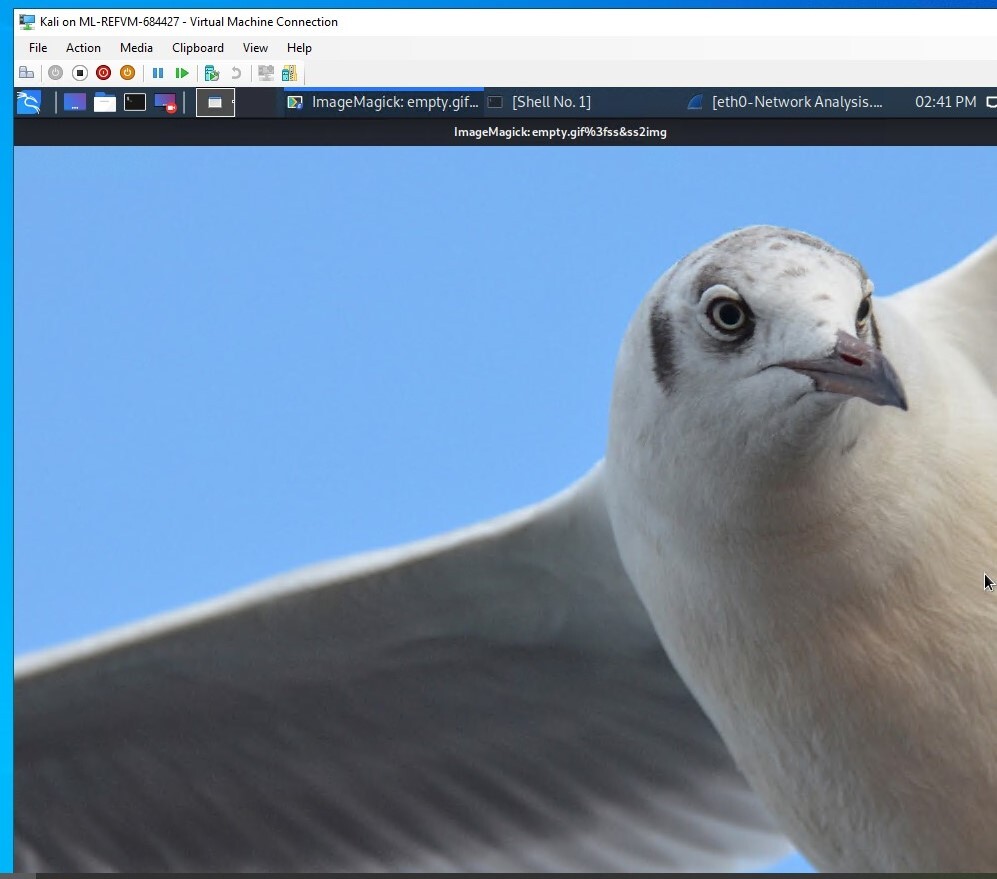 Kali on ML-REFVM-684427 - Virtual Machine Connection
File Action Media Clipboard View Help
ImageMagick: empty.gif... [Shell No. 1] [eth0-Network Analysis.... 02:41 PM
ImageMagick: empty.gif%3fss&ss2img